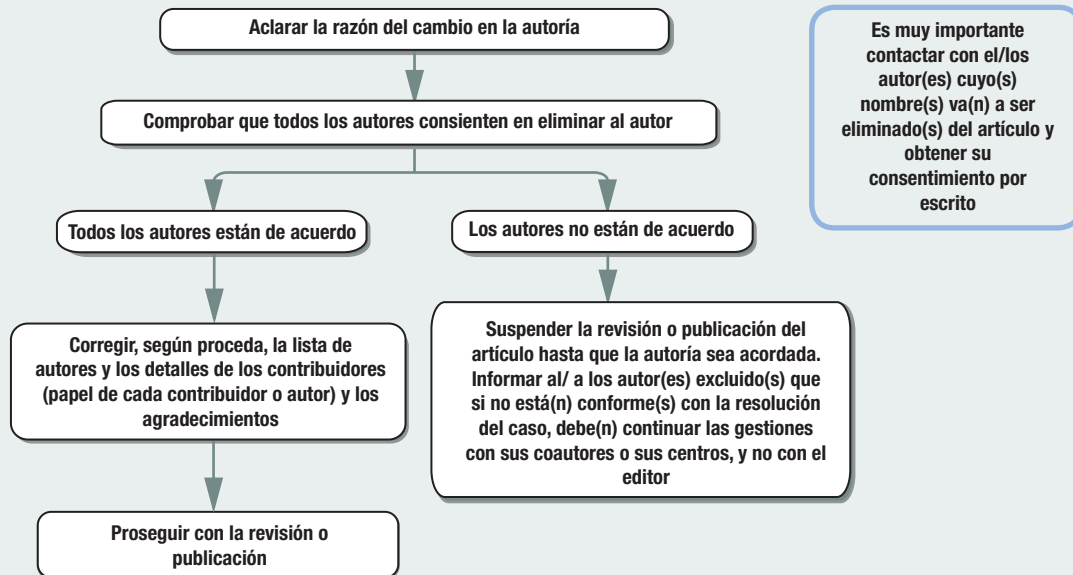 Aclarar la razón del cambio en la autoría
Comprobar que todos los autores consienten en eliminar al autor
Es muy importante
contactar con el/los
autor(es) cuyo(s)
nombre(s) va(n) a ser
eliminado(s) del artículo y
obtener su
consentimiento por
escrito
Todos los autores están de acuerdo
Los autores no están de acuerdo
Corregir, según proceda, la lista de
autores y los detalles de los contribuidores
(papel de cada contribuidor o autor) y los
agradecimientos
Suspender la revisión o publicación del
artículo hasta que la autoría sea acordada.
Informar al/ a los autor(es) excluido(s) que
si no está(n) conforme(s) con la resolución
del caso, debe(n) continuar las gestiones
con sus coautores o sus centros, y no con el
editor
Proseguir con la revisión o
publicación